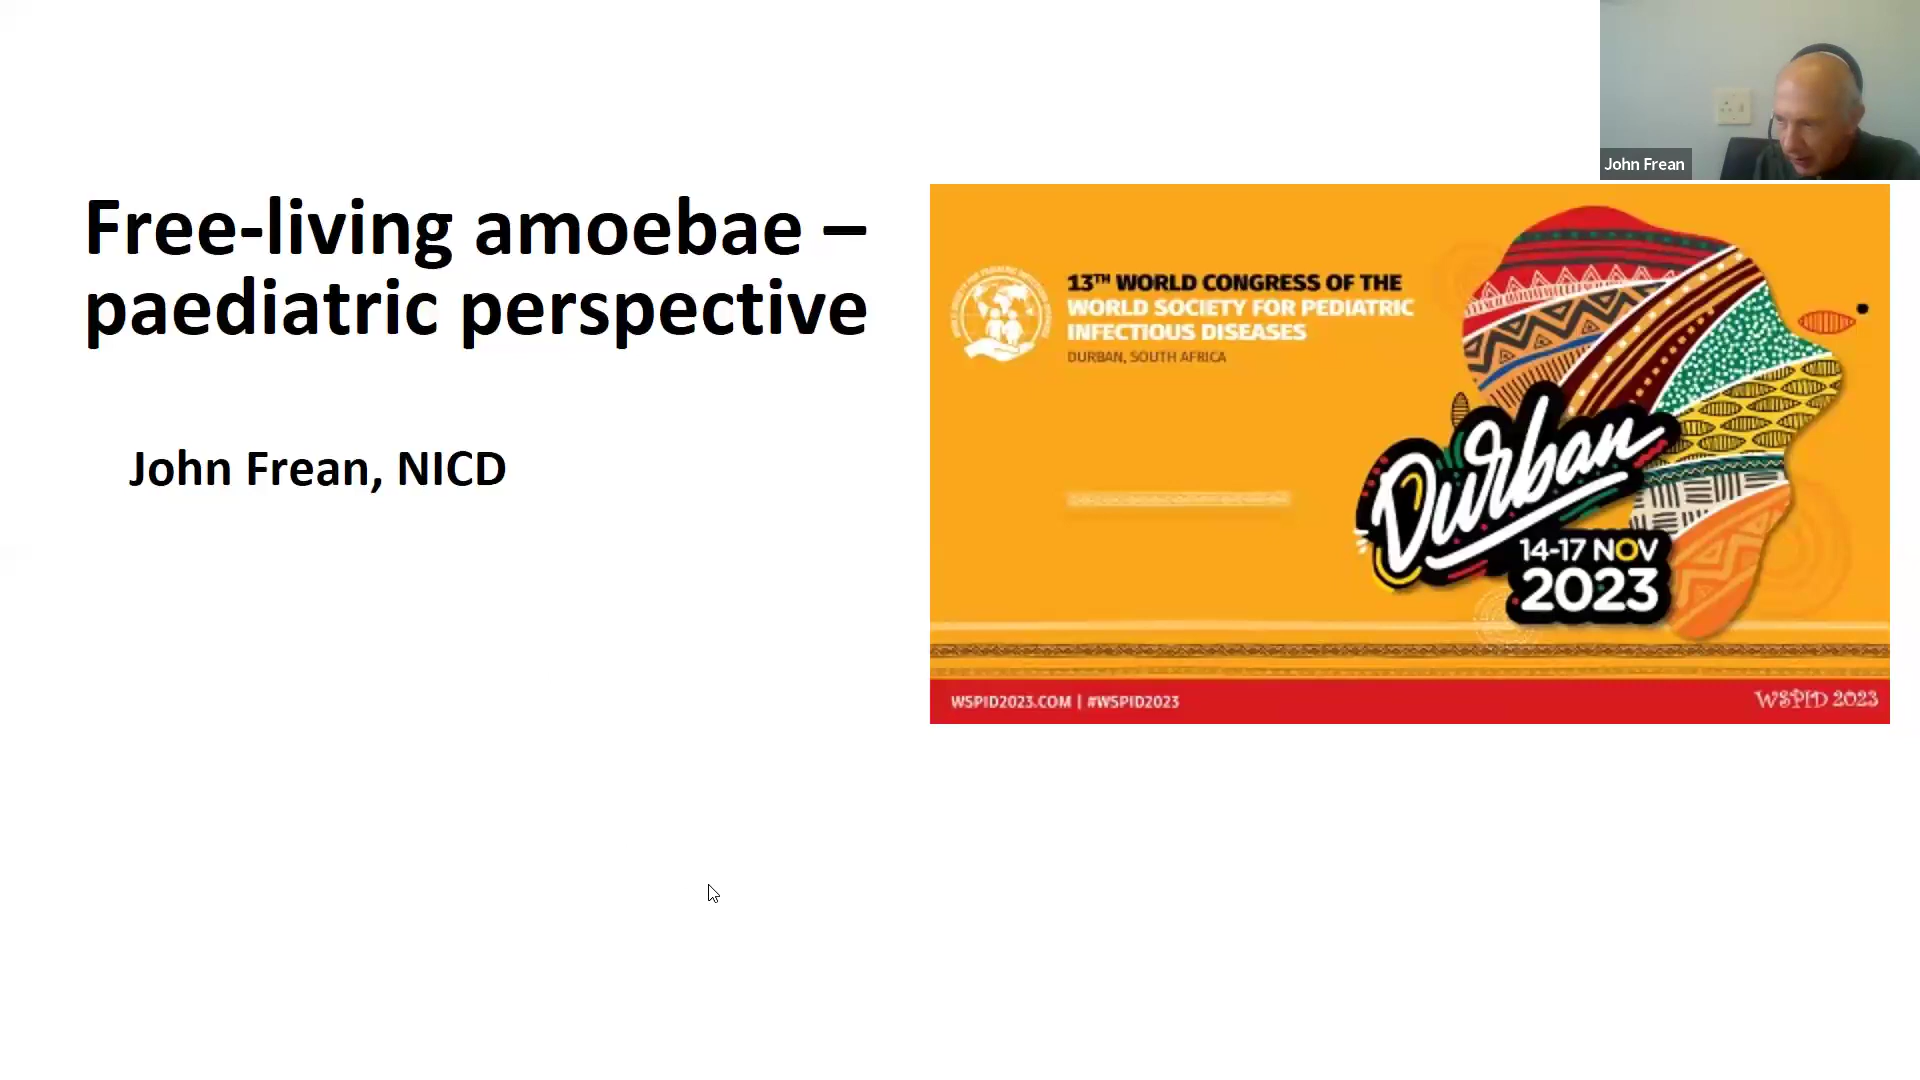 John Frean
Free-living amoebae –
paediatric perspective
John Frean, NICD
13TH WORLD CONGRESS OF THE
WORLD SOCIETY FOR PEDIATRIC
INFECTIOUS DISEASES
DURBAN, SOUTH AFRICA
Durban
14-17 NOV
2023
WSPID2023.COM | #WSPID2023
WSPID 2023